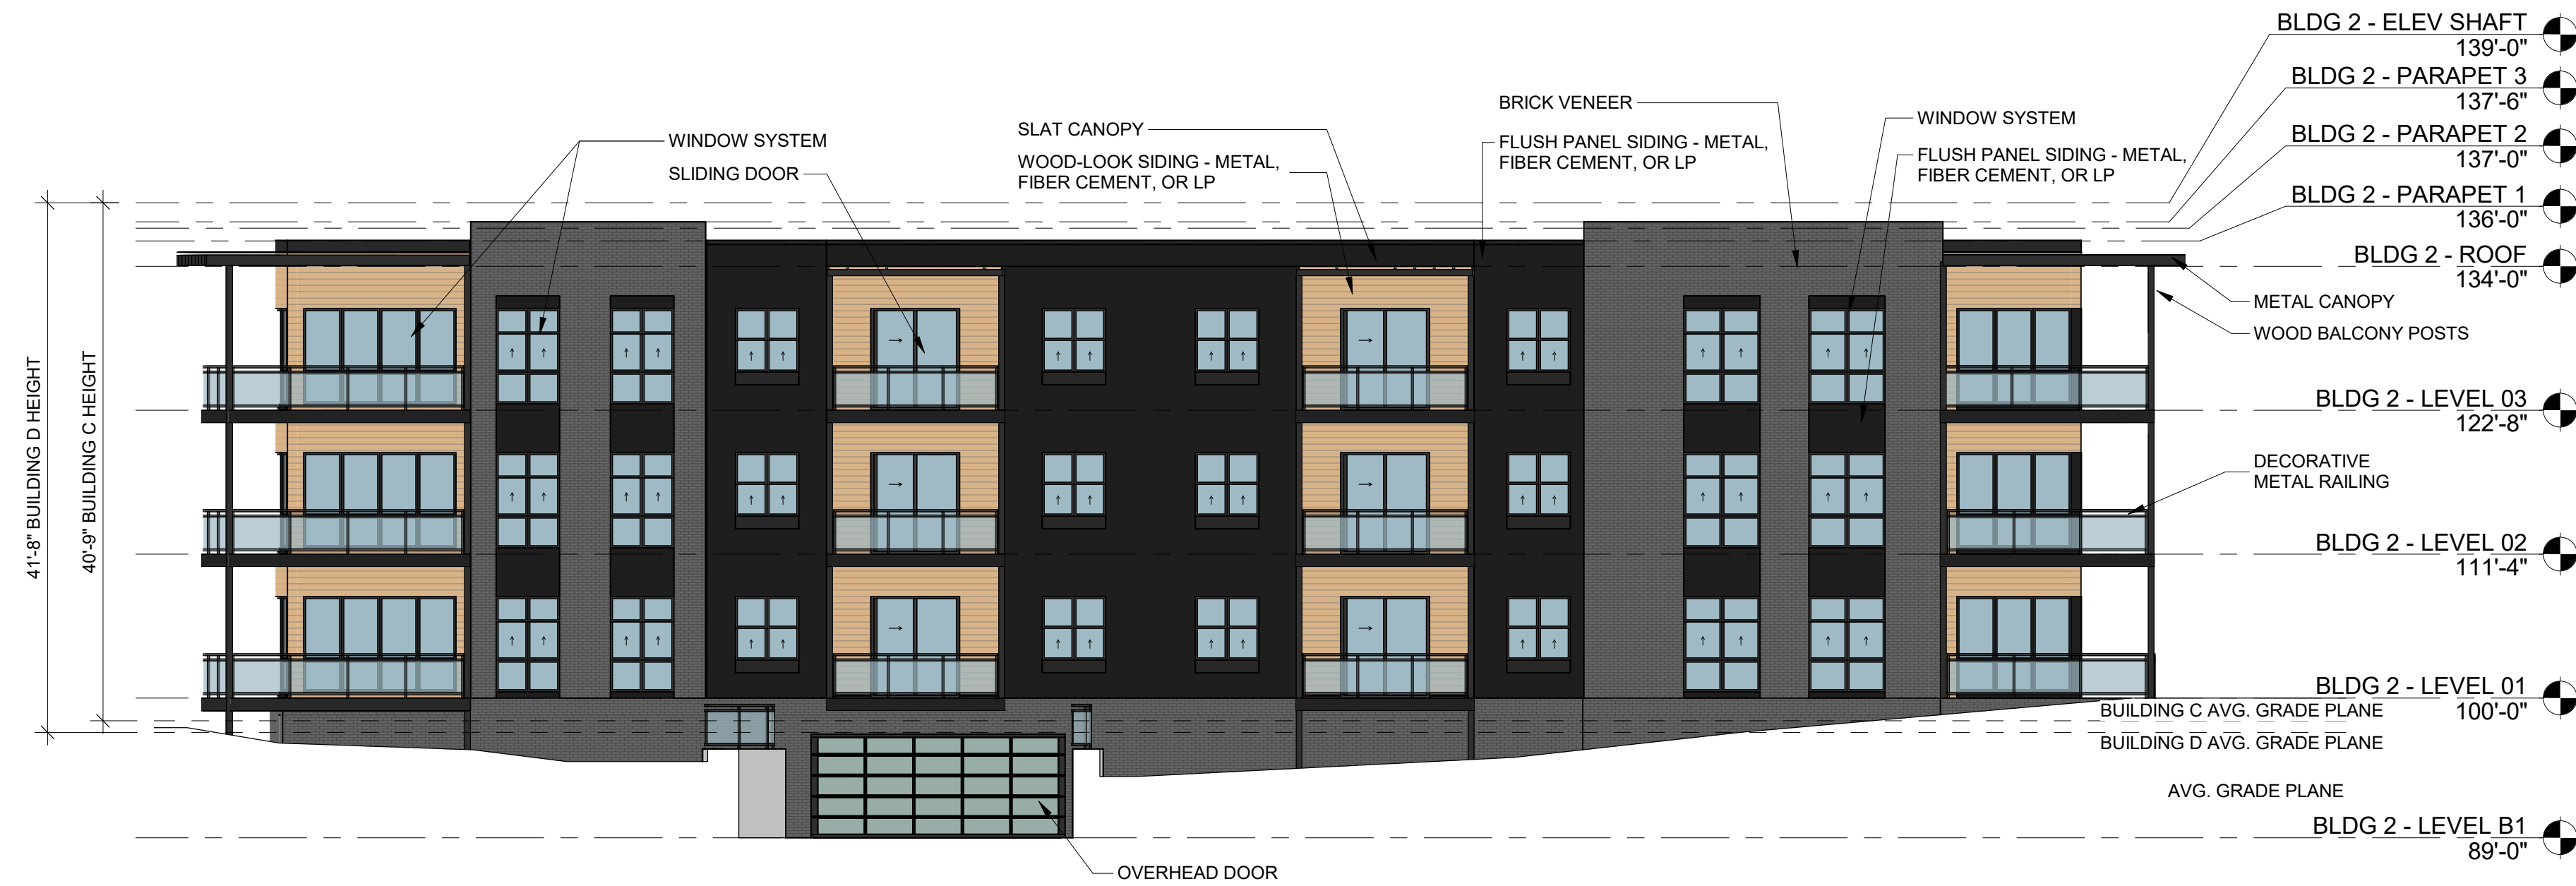 BLDG 2 - ELEV SHAFT
139'-0"
BLDG 2 - PARAPET 3
137'-6"
BLDG 2 - PARAPET 2
137'-0"
BLDG 2 - PARAPET 1
136'-0"
BLDG 2 - ROOF
134'-0"
BRICK VENEER
SLAT CANOPY
WINDOW SYSTEM
FLUSH PANEL SIDING - METAL,
FIBER CEMENT, OR LP
WINDOW SYSTEM
FLUSH PANEL SIDING - METAL,
FIBER CEMENT, OR LP
WOOD-LOOK SIDING - METAL,
FIBER CEMENT, OR LP
SLIDING DOOR
METAL CANOPY
WOOD BALCONY POSTS
41'-8" BUILDING D HEIGHT
40'-9" BUILDING C HEIGHT
BLDG 2 - LEVEL 03
122'-8"
DECORATIVE
METAL RAILING
BLDG 2 - LEVEL 02
111'-4"
BLDG 2 - LEVEL 01
100'-0"
BUILDING C AVG. GRADE PLANE
BUILDING D AVG. GRADE PLANE
AVG. GRADE PLANE
BLDG 2 - LEVEL B1
89'-0"
OVERHEAD DOOR